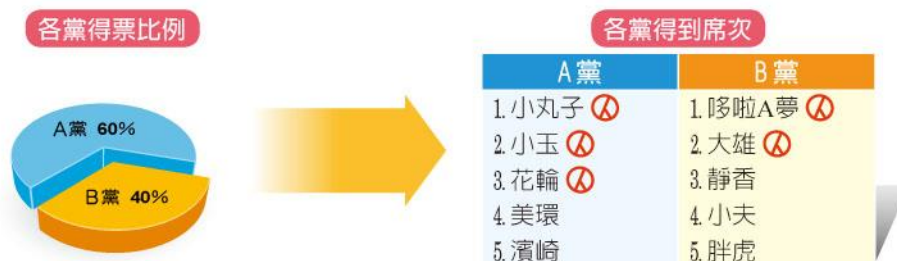 各黨得票比例
A黨 60%
B黨 40%
各黨得到席次
A黨 B黨
1. 小丸子 1. 哆啦A夢
2. 小玉 2. 大雄
3. 花輪 3. 靜香
4. 美環 4. 小夫
5. 濱崎 5. 胖虎